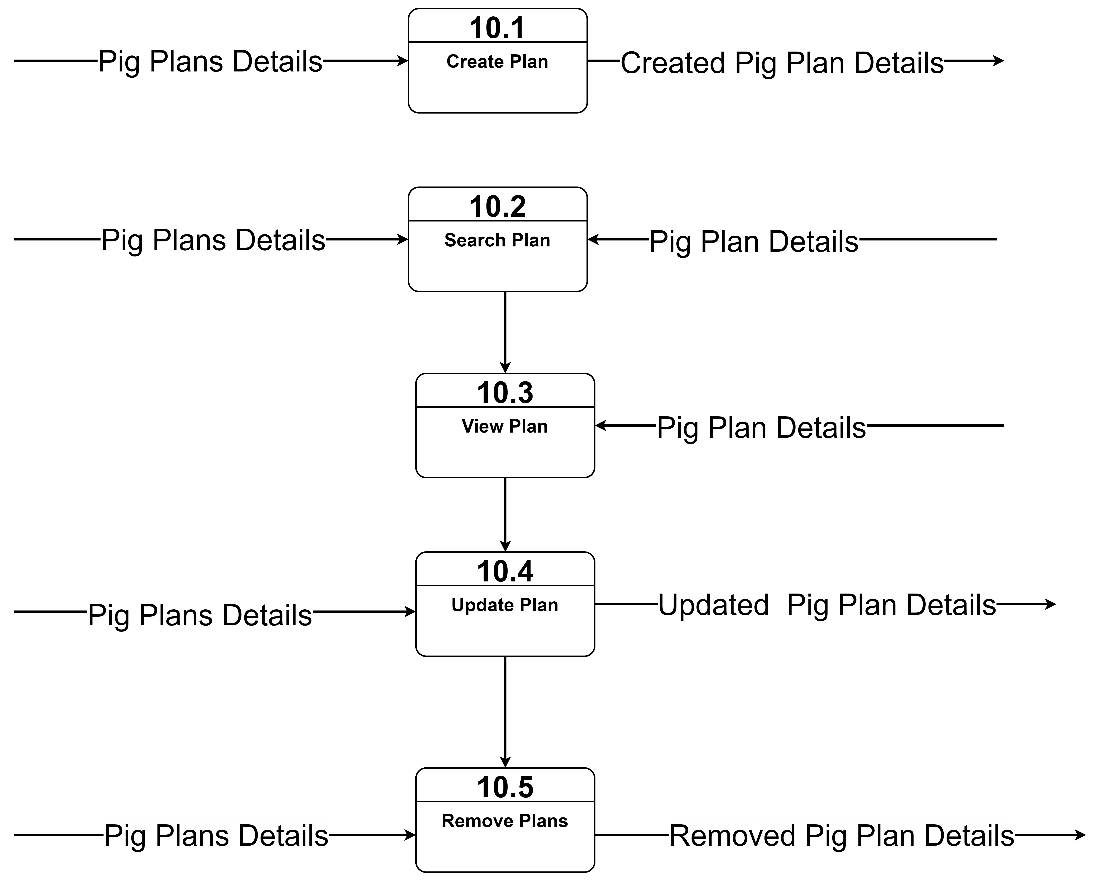 10.1
Pig Plans Details
Create Plan
Created Pig Plan Details
10.2
Pig Plans Details
Search Plan
Pig Plan Details
10.3
View Plan
Pig Plan Details
10.4
Pig Plans Details
Update Plan
Updated  Pig Plan Details
10.5
Pig Plans Details
Remove Plans
Removed Pig Plan Details